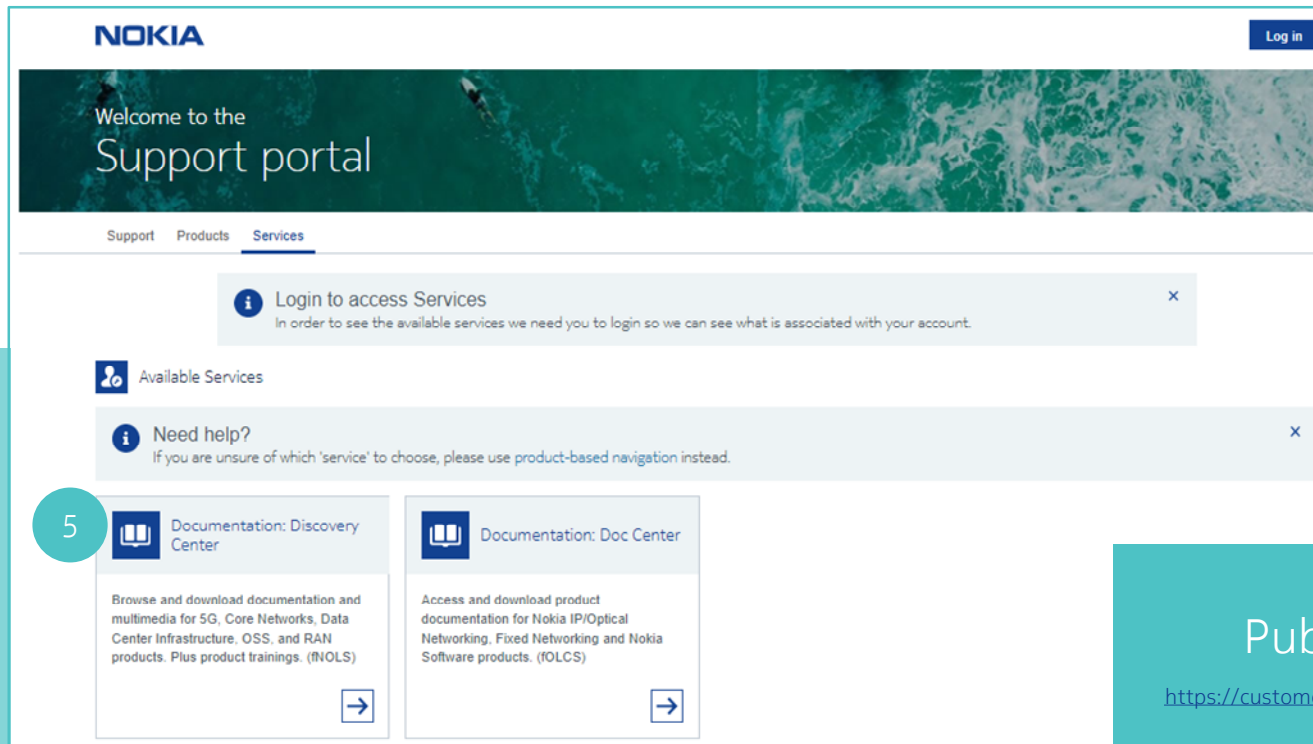 NOKIA
Log in
Welcome to the
Support portal
Support Products Services
Login to access Services
In order to see the available services we need you to login so we can see what is associated with your account.
Available Services
Need help?
If you are unsure of which 'service' to choose, please use product-based navigation instead.
5
Documentation: Discovery
Center
Browse and download documentation and
multimedia for 5G, Core Networks, Data
Center Infrastructure, OSS, and RAN
products. Plus product trainings. (fNOLS)
Documentation: Doc Center
Access and download product
documentation for Nokia IP/Optical
Networking, Fixed Networking and Nokia
Software products. (fOLCS)
Pub
https://custom